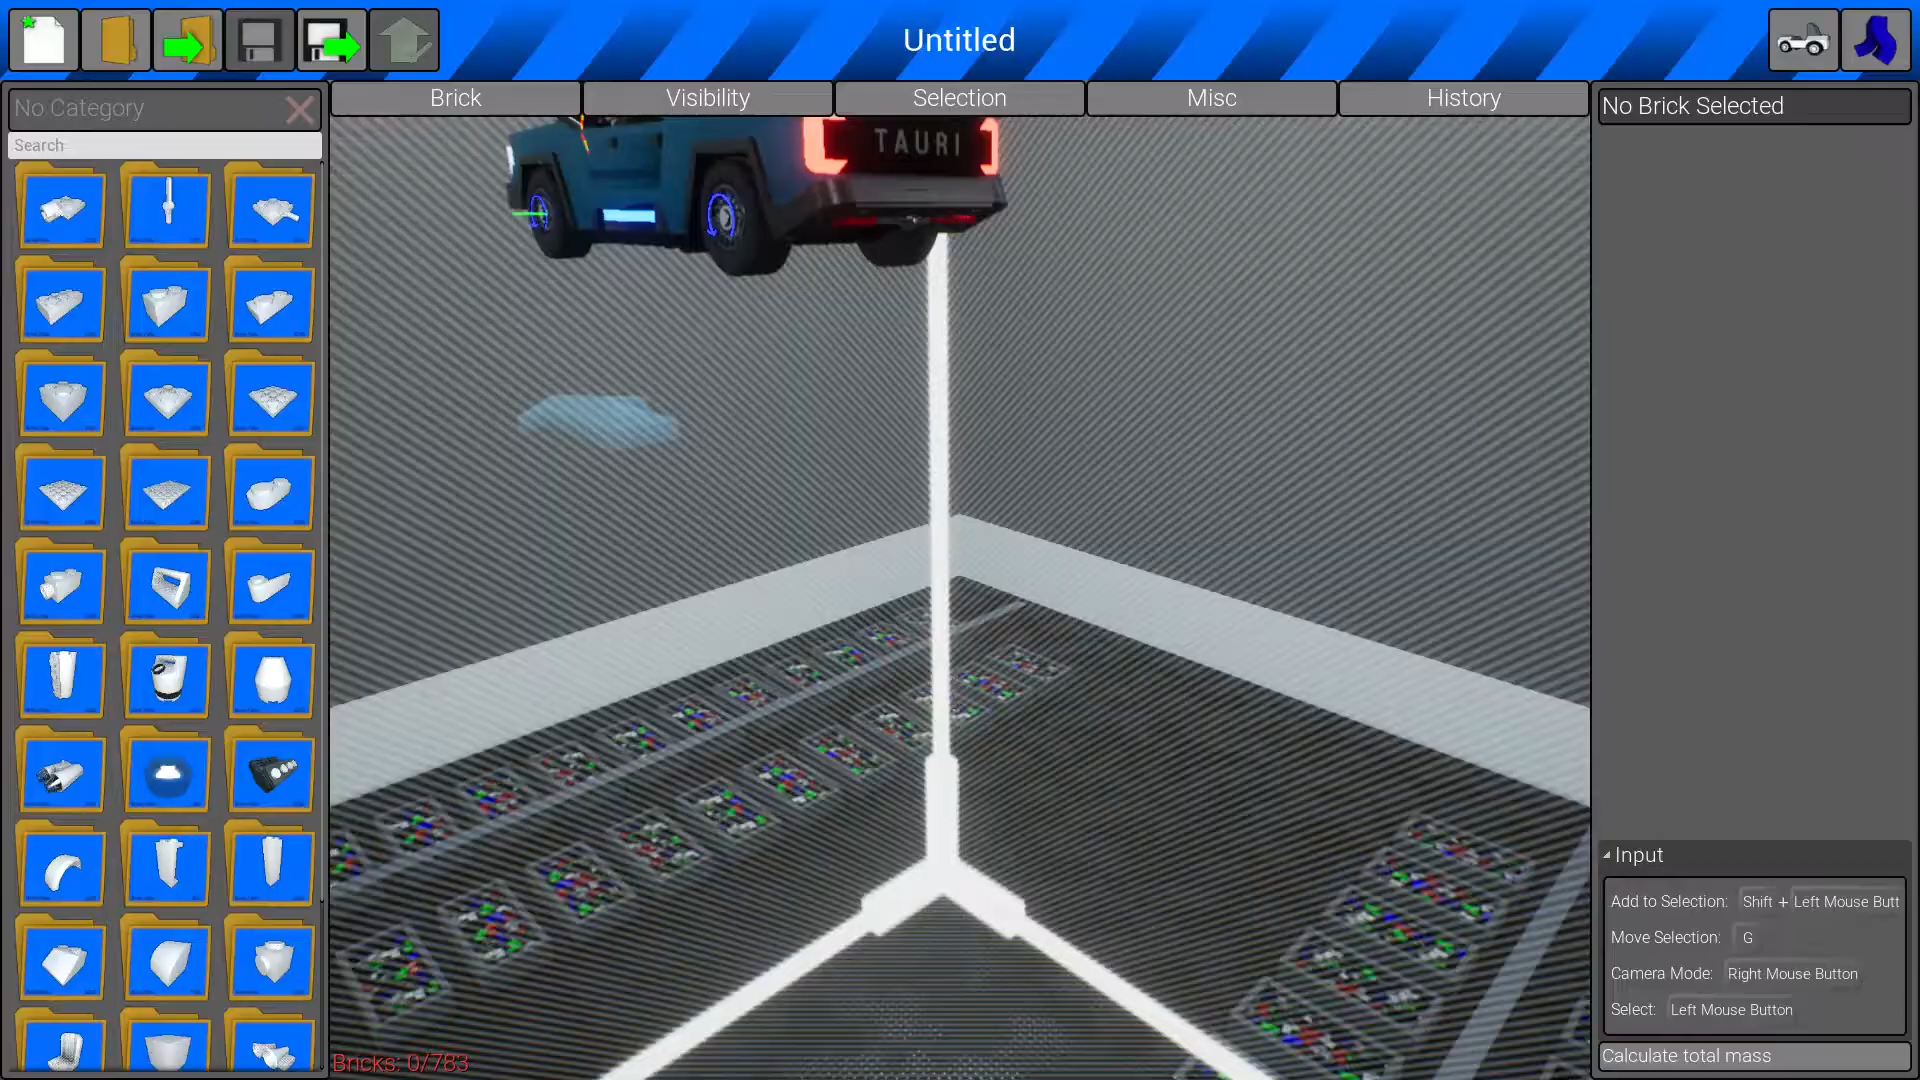 Untitled
No Category
Search
Brick
Visibility
Selection
Misc
History
TAURI
Bricks: 0/783
No Brick Selected
Input
Add to Selection: Shift + Left Mouse Butt
Move Selection: G
Camera Mode: Right Mouse Button
Select: Left Mouse Button
Calculate total mass